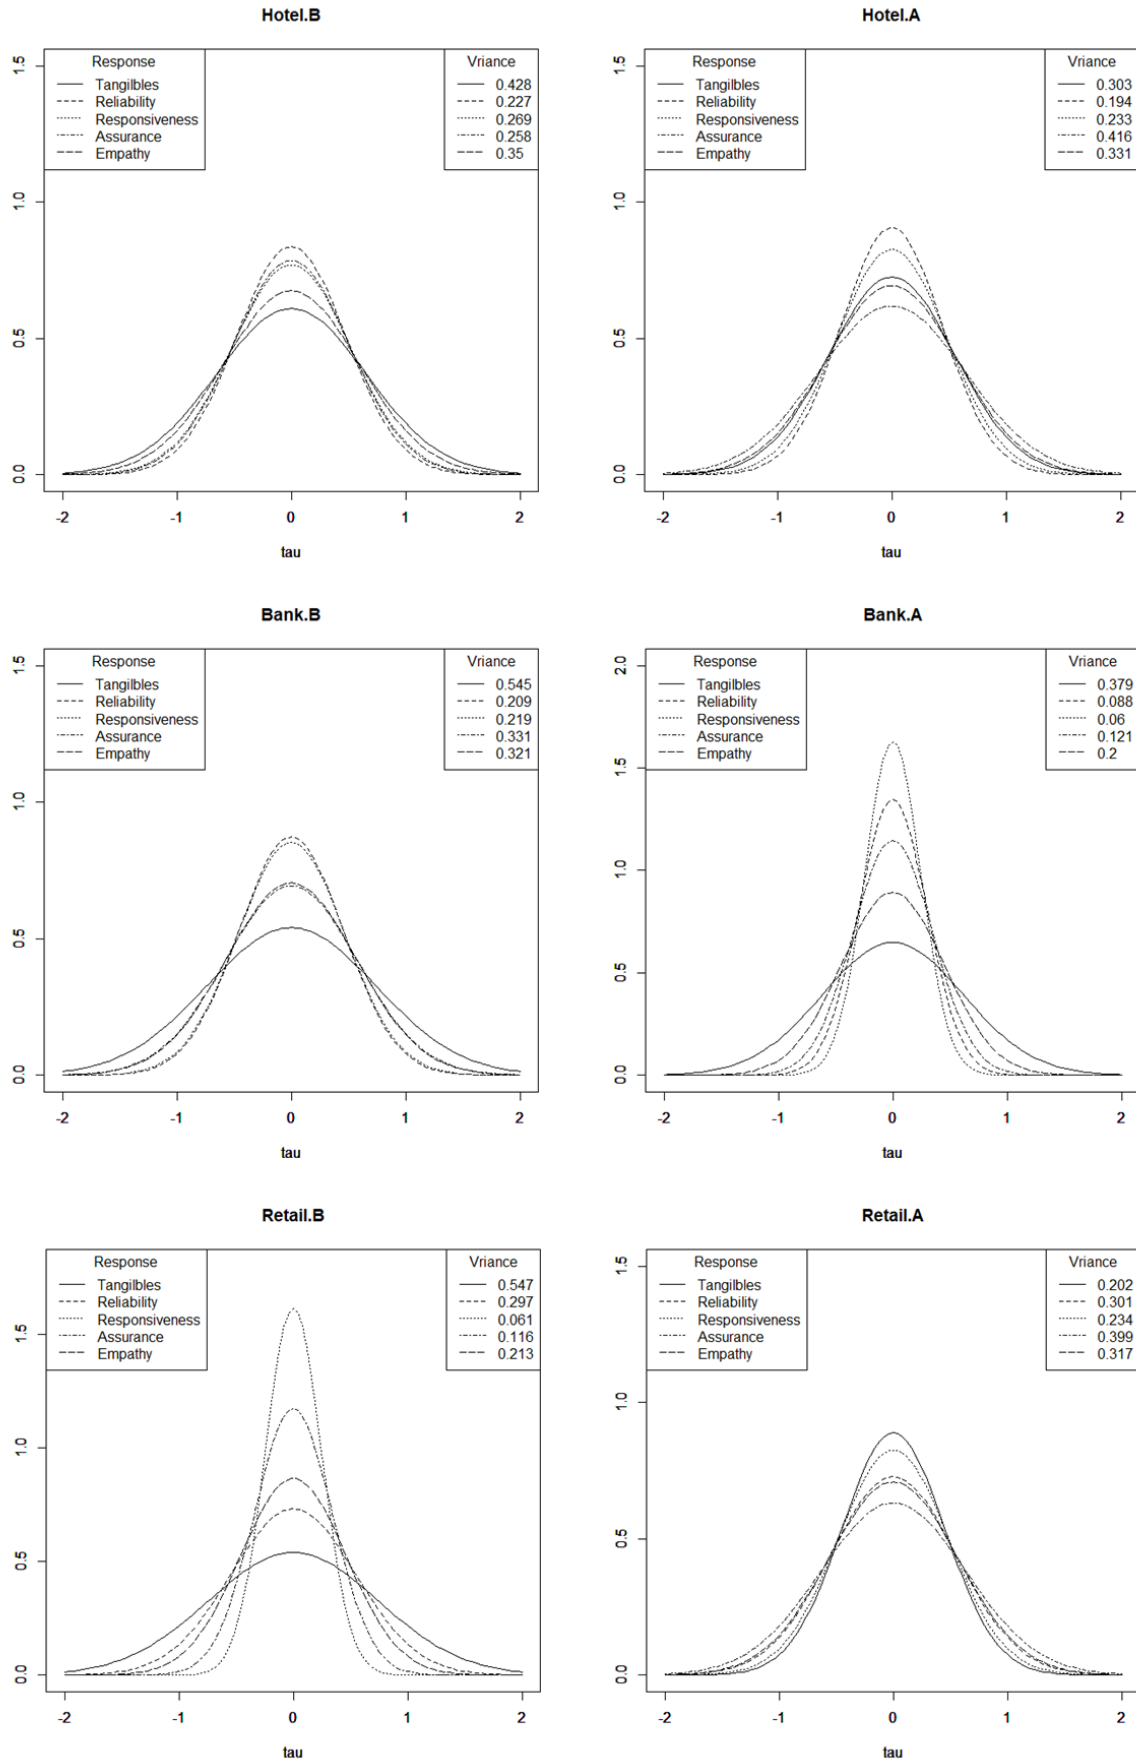 Hotel.B
Response
Tangilbles
Reliability
Responsiveness
Assurance
Empathy
Vriance
0.428
0.227
0.269
0.258
0.35
1.5
1.0
0.5
0.0
-2 -1 0 1 2
tau
Hotel.A
Response
Tangilbles
Reliability
Responsiveness
Assurance
Empathy
Vriance
0.303
0.194
0.233
0.416
0.331
1.5
1.0
0.5
0.0
-2 -1 0 1 2
tau
Bank.B
Response
Tangilbles
Reliability
Responsiveness
Assurance
Empathy
Vriance
0.545
0.209
0.219
0.331
0.321
1.5
1.0
0.5
0.0
-2 -1 0 1 2
tau
Bank.A
Response
Tangilbles
Reliability
Responsiveness
Assurance
Empathy
Vriance
0.379
0.088
0.06
0.121
0.2
2.0
1.5
1.0
0.5
0.0
-2 -1 0 1 2
tau
Retail.B
Response
Tangilbles
Reliability
Responsiveness
Assurance
Empathy
Vriance
0.547
0.297
0.061
0.116
0.213
1.5
1.0
0.5
0.0
-2 -1 0 1 2
tau
Retail.A
Response
Tangilbles
Reliability
Responsiveness
Assurance
Empathy
Vriance
0.202
0.301
0.234
0.399
0.317
1.5
1.0
0.5
0.0
-2 -1 0 1 2
tau